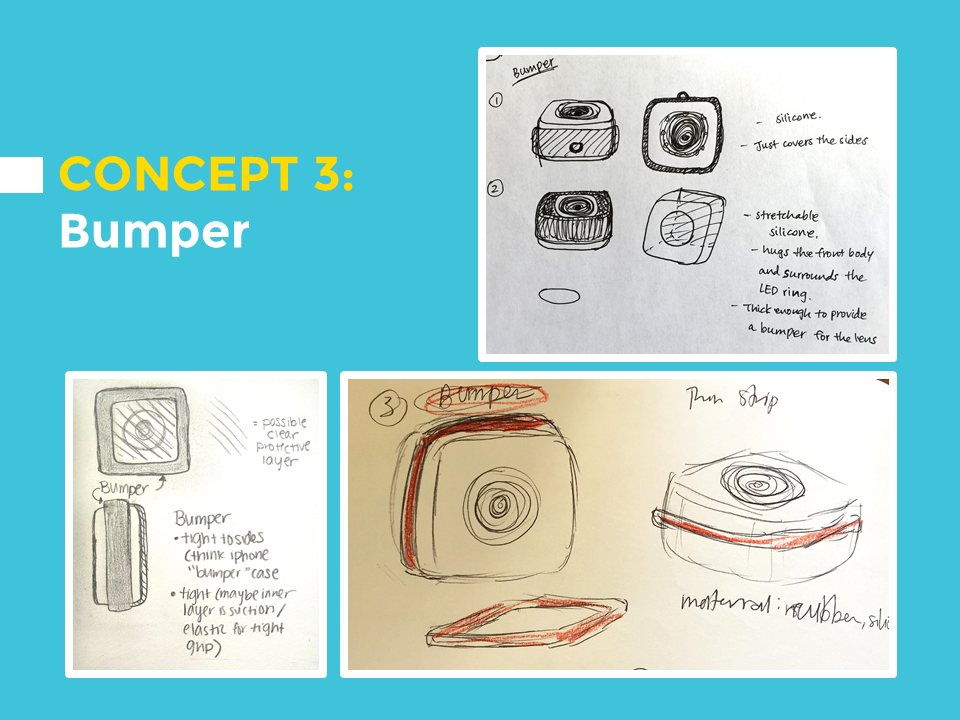 CONCEPT 3:
Bumper
Bumper
1
- silicone.
- Just covers the sides
2
- stretchable
silicone.
- hugs the front body
and surrounds the
LED ring.
- Thick enough to provide
a bumper for the lens
= possible
clear
protective
layer
Bumper
Bumper
• tight to sides
(think iphone
"bumper" case
• tight (maybe inner
layer is suction/
elastic for tight
grip)
3 Bumper
Thin Strip
material: rubber, sili